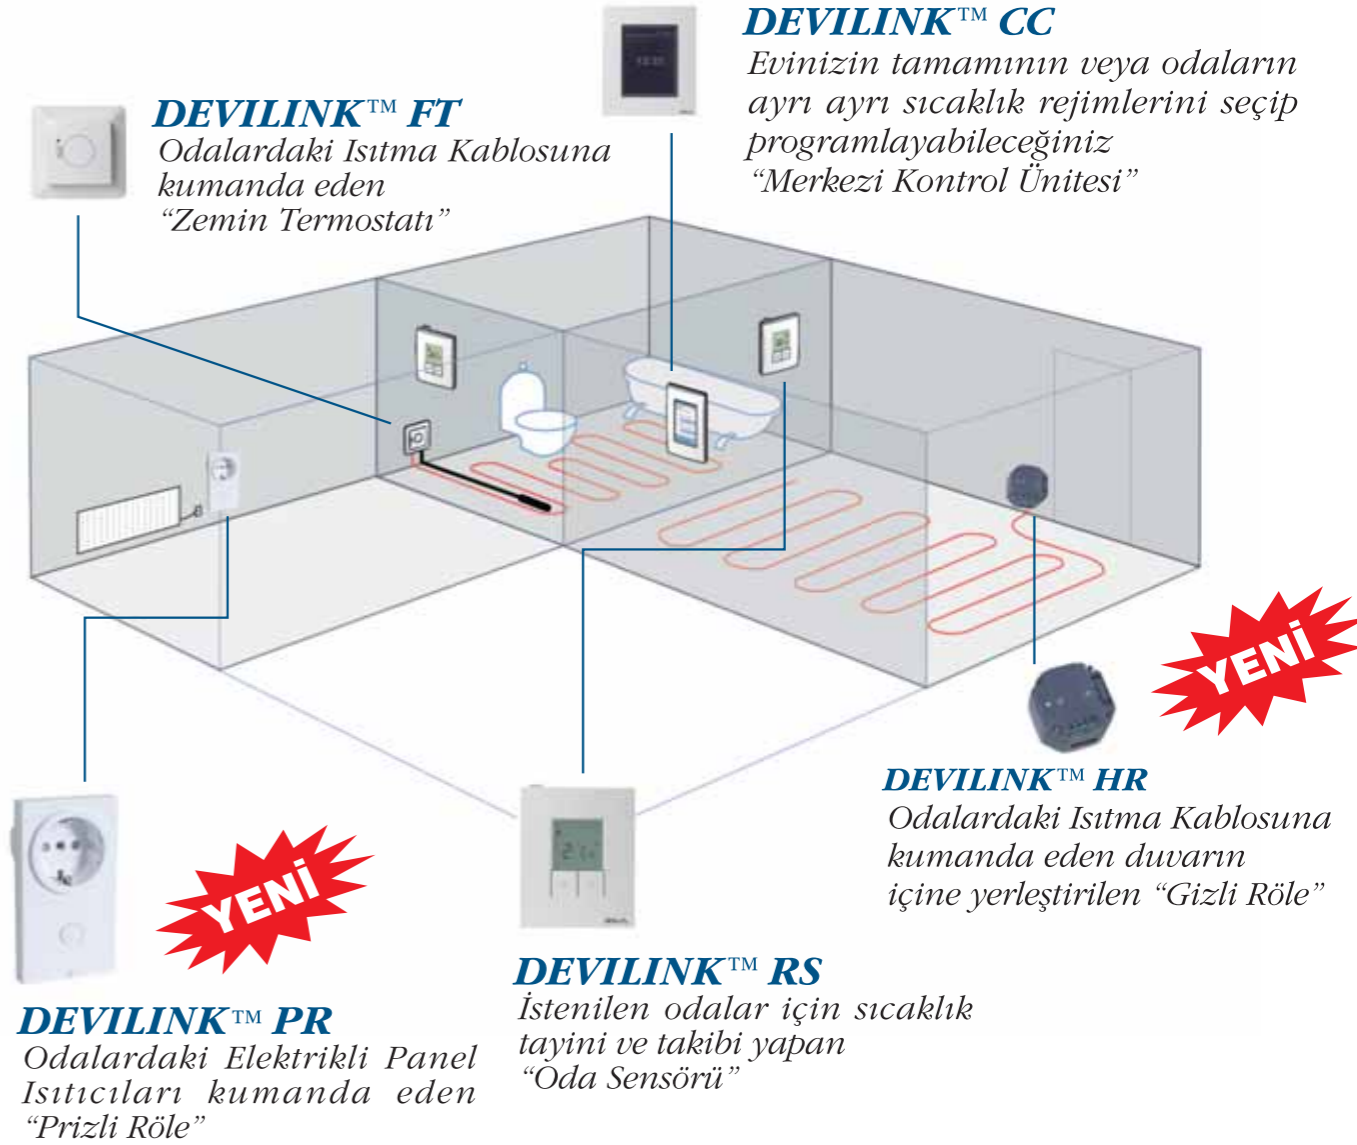 DEVILINK™ CC
Evinizin tamamının veya odaların
ayrı ayrı sıcaklık rejimlerini seçip
programlayabileceğiniz
“Merkezi Kontrol Ünitesi”
DEVILINK™ FT
Odalardaki Isıtma Kablosuna
kumanda eden
“Zemin Termostatı”
YENİ
DEVILINK™ HR
Odalardaki Isıtma Kablosuna
kumanda eden duvarın
içine yerleştirilen “Gizli Röle”
YENİ
DEVILINK™ RS
İstenilen odalar için sıcaklık
tayini ve takibi yapan
“Oda Sensörü”
DEVILINK™ PR
Odalardaki Elektrikli Panel
Isıtıcıları kumanda eden
“Prizli Röle”